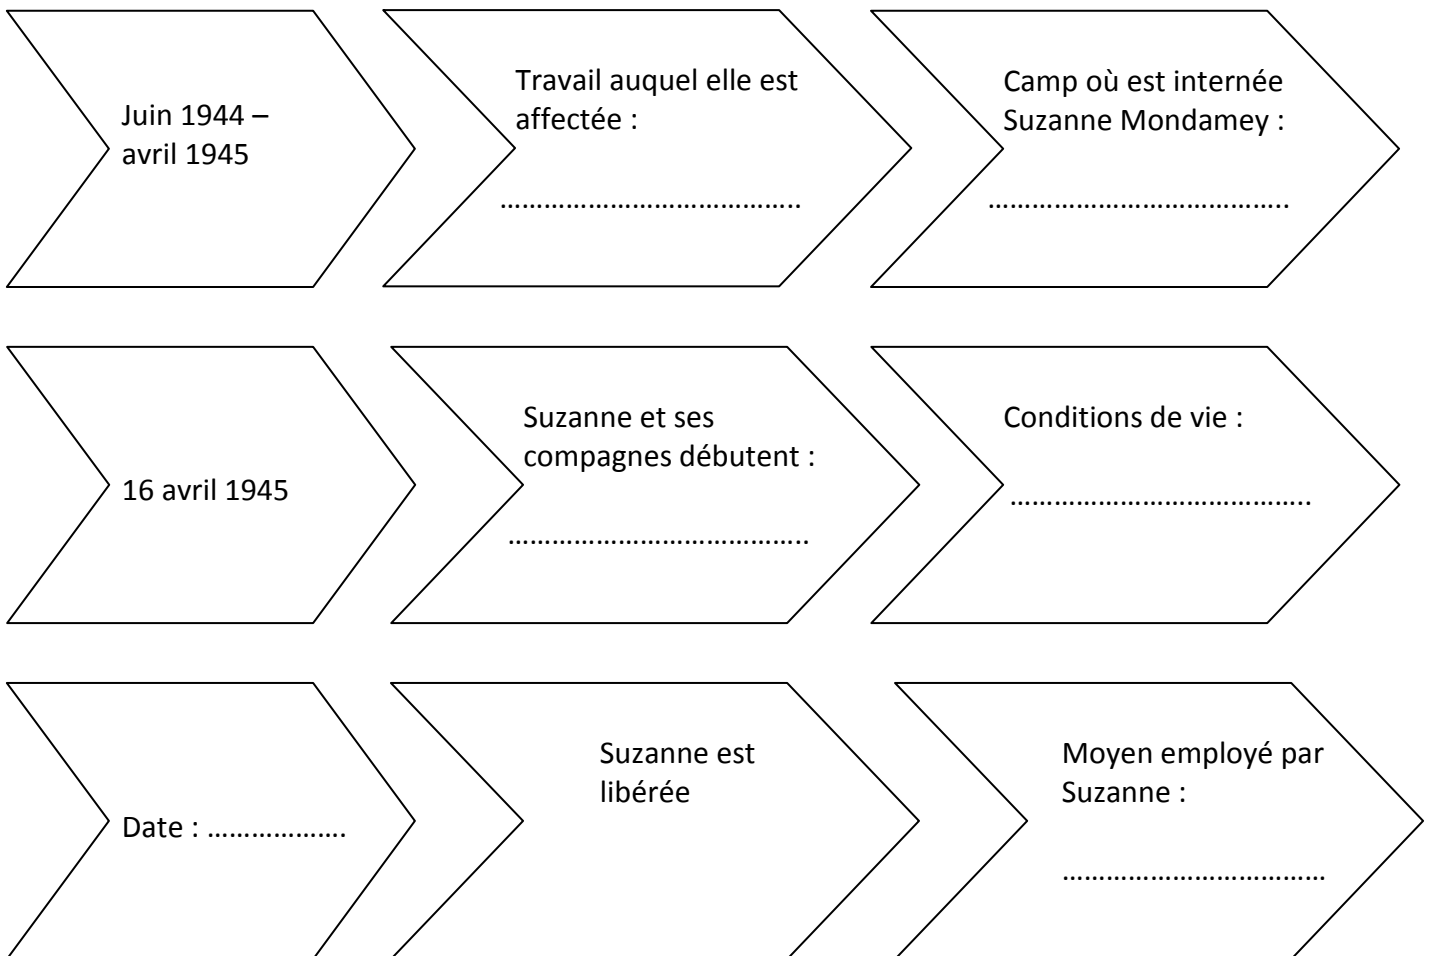 Juin 1944 –
avril 1945
Travail auquel elle est
affectée :
…………………………………..
Camp où est internée
Suzanne Mondamey :
…………………………………..
16 avril 1945
Suzanne et ses
compagnes débutent :
…………………………………..
Conditions de vie :
…………………………………..
Date : ……………….
Suzanne est
libérée
Moyen employé par
Suzanne :
………………………………